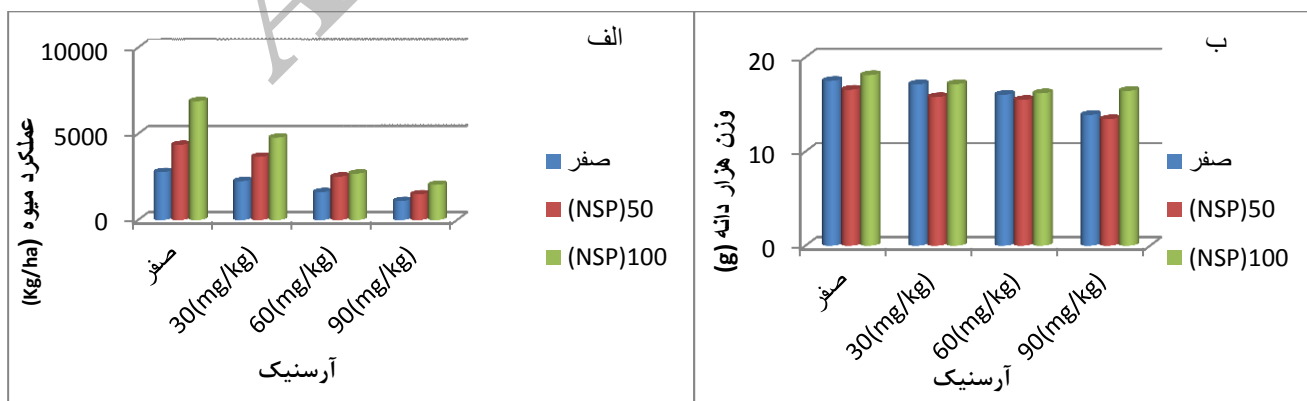 الف
عملکرد میوه (Kg/ha)
10000
5000
0
صفر
30(mg/kg)
60(mg/kg)
90(mg/kg)
آرسنیک
صفر
(NSP)50
(NSP)100
ب
وزن هزار دانه (g)
20
10
0
صفر
30(mg/kg)
60(mg/kg)
90(mg/kg)
آرسنیک
صفر
(NSP)50
(NSP)100